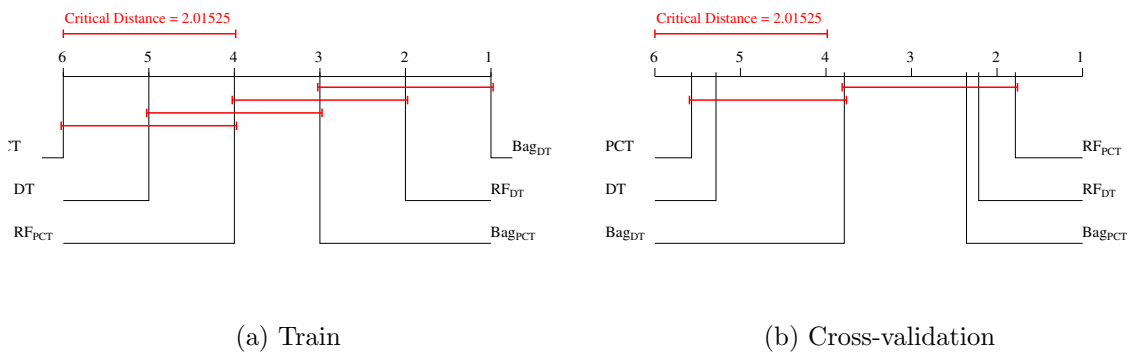 Critical Distance = 2.01525
6 5 4 3 2 1
CT
DT
RF_PCT
Bag_DT
RF_DT
Bag_PCT
(a) Train
Critical Distance = 2.01525
6 5 4 3 2 1
PCT
DT
Bag_DT
RF_PCT
RF_DT
Bag_PCT
(b) Cross-validation